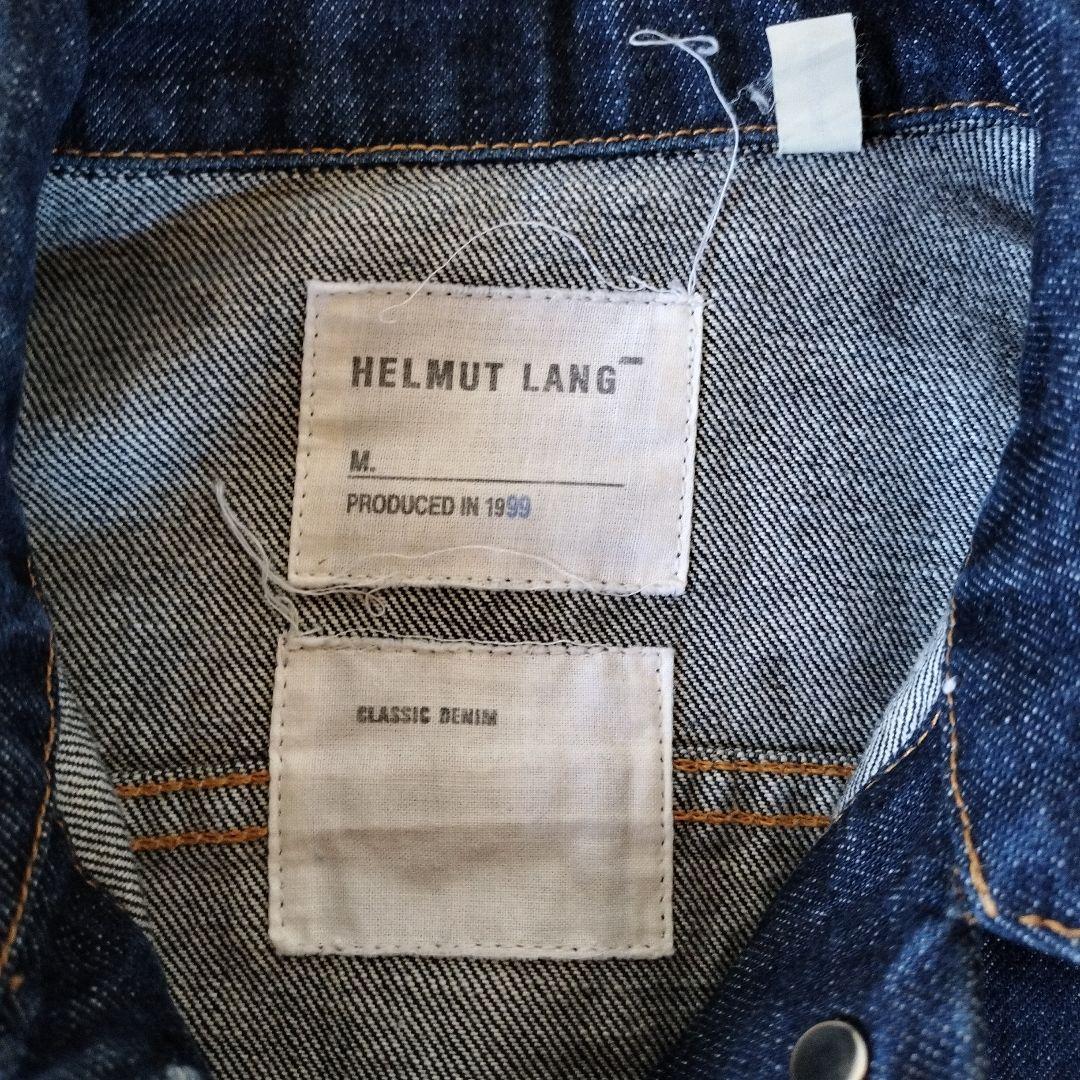 HELMUT LANG
M.
PRODUCED IN 1999
CLASSIC DENIM